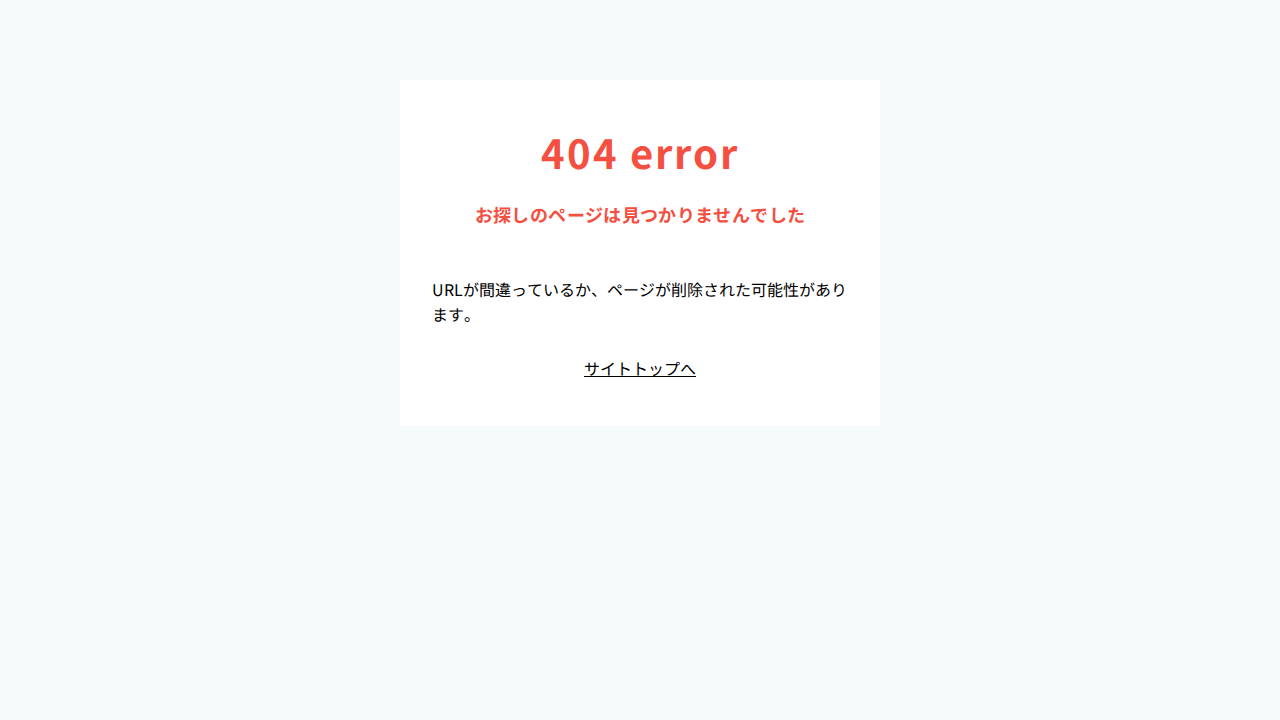 404 error
お探しのページは見つかりませんでした
URLが間違っているか、ページが削除された可能性があり
ます。
サイトトップへ